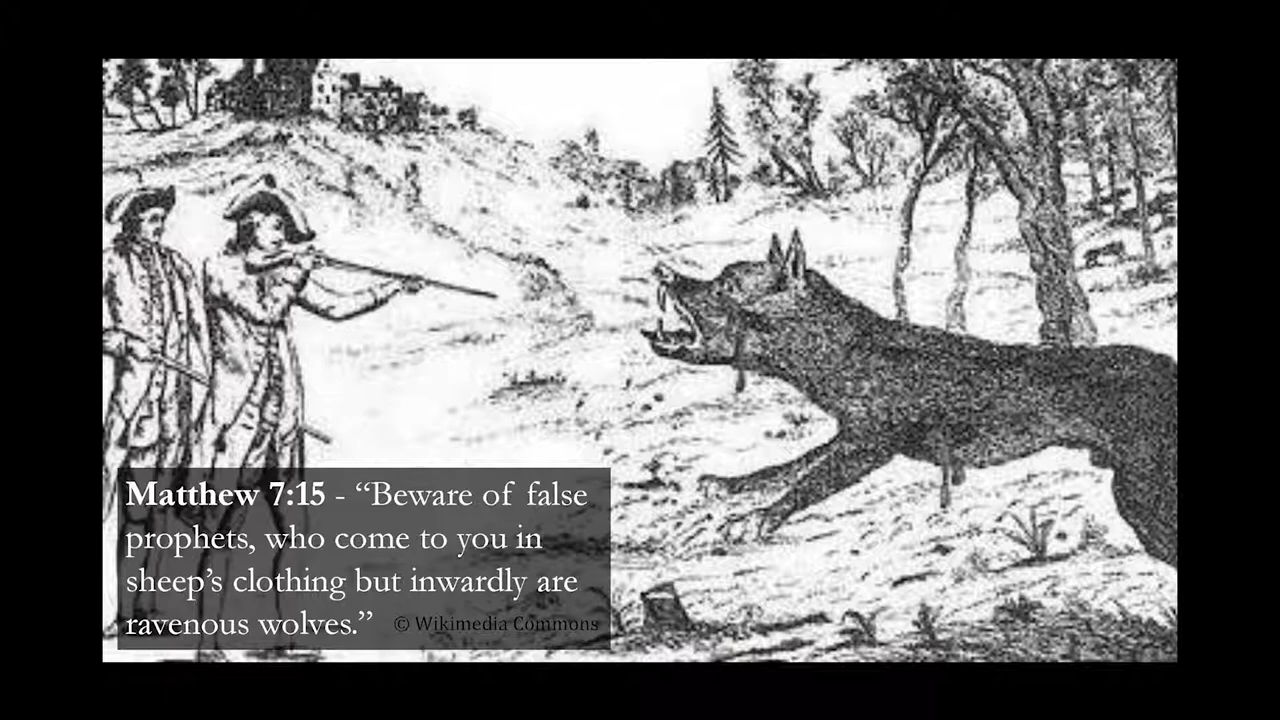 Matthew 7:15 - “Beware of false
prophets, who come to you in
sheep’s clothing but inwardly are
ravenous wolves.” © Wikimedia Commons